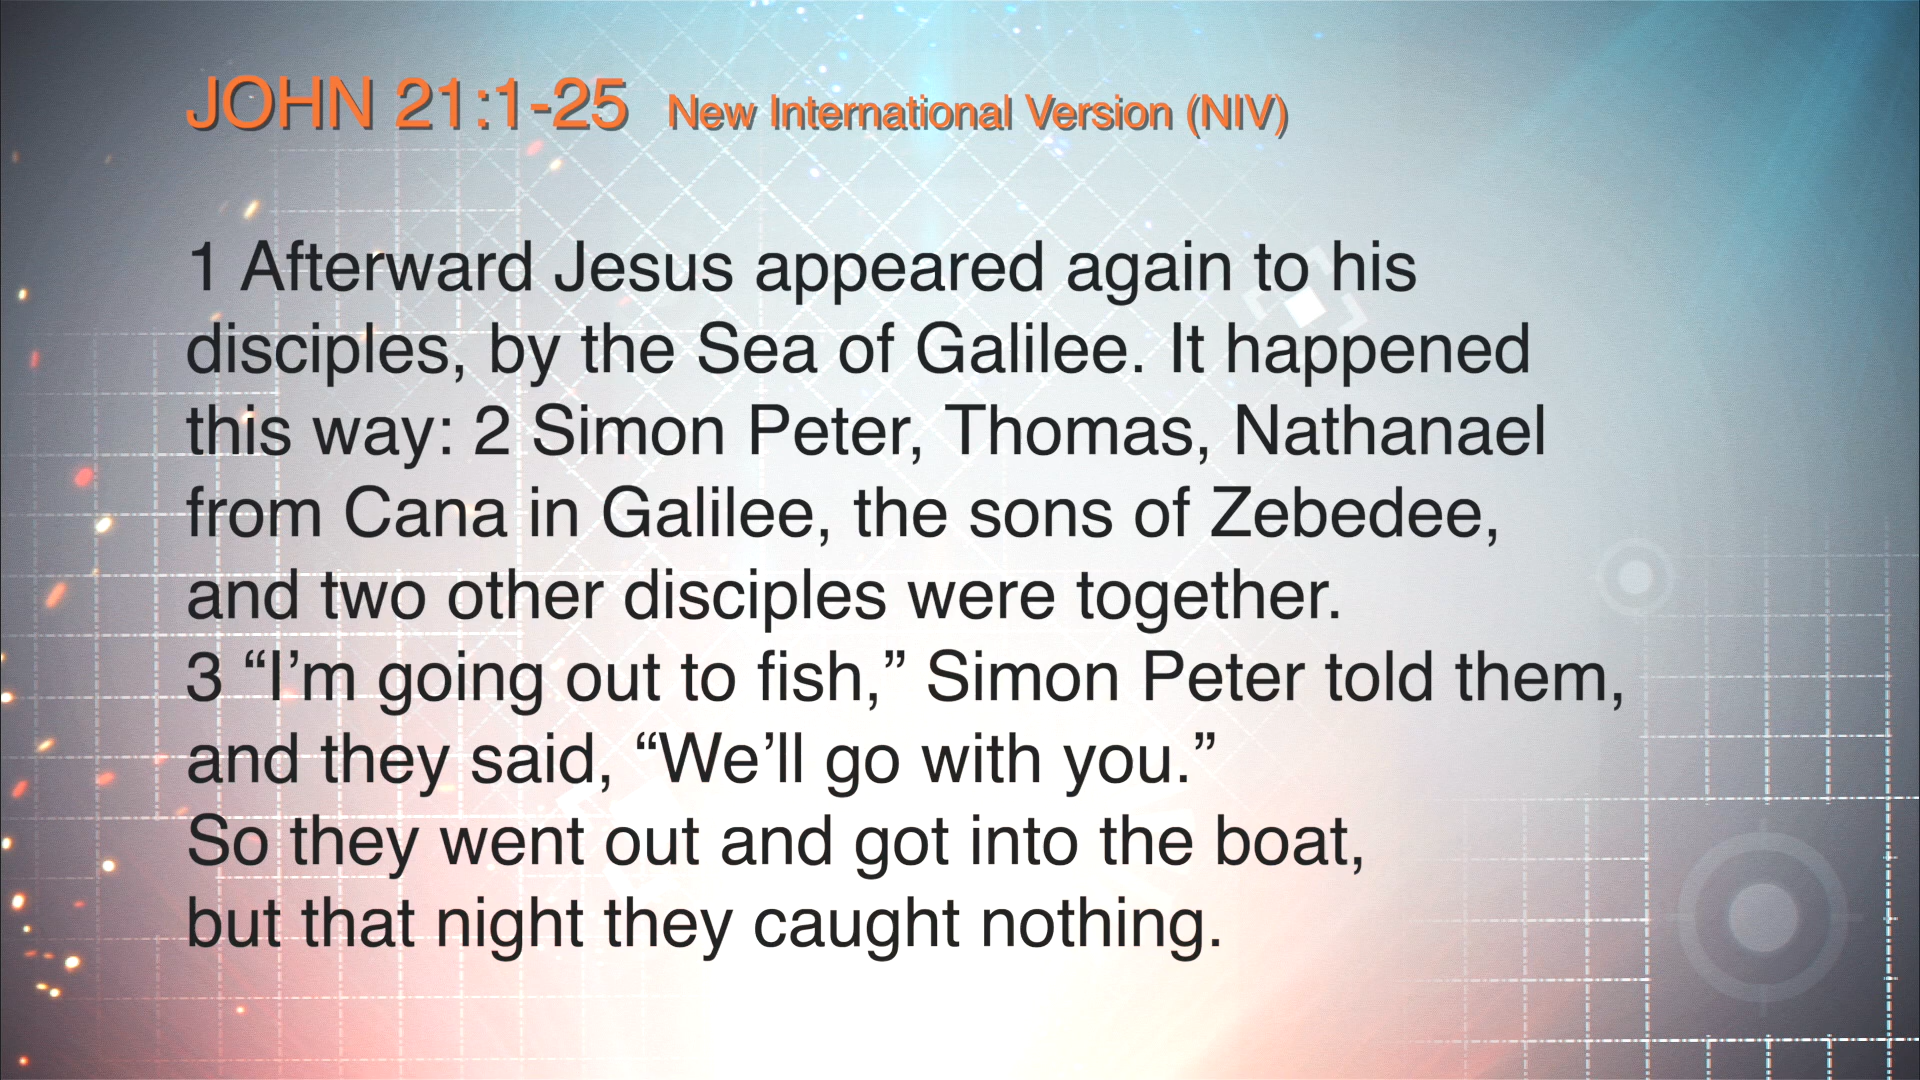 JOHN 21:1-25 New International Version (NIV)
1 Afterward Jesus appeared again to his
disciples, by the Sea of Galilee. It happened
this way: 2 Simon Peter, Thomas, Nathanael
from Cana in Galilee, the sons of Zebedee,
and two other disciples were together.
3 “I’m going out to fish,” Simon Peter told them,
and they said, “We’ll go with you.”
So they went out and got into the boat,
but that night they caught nothing.